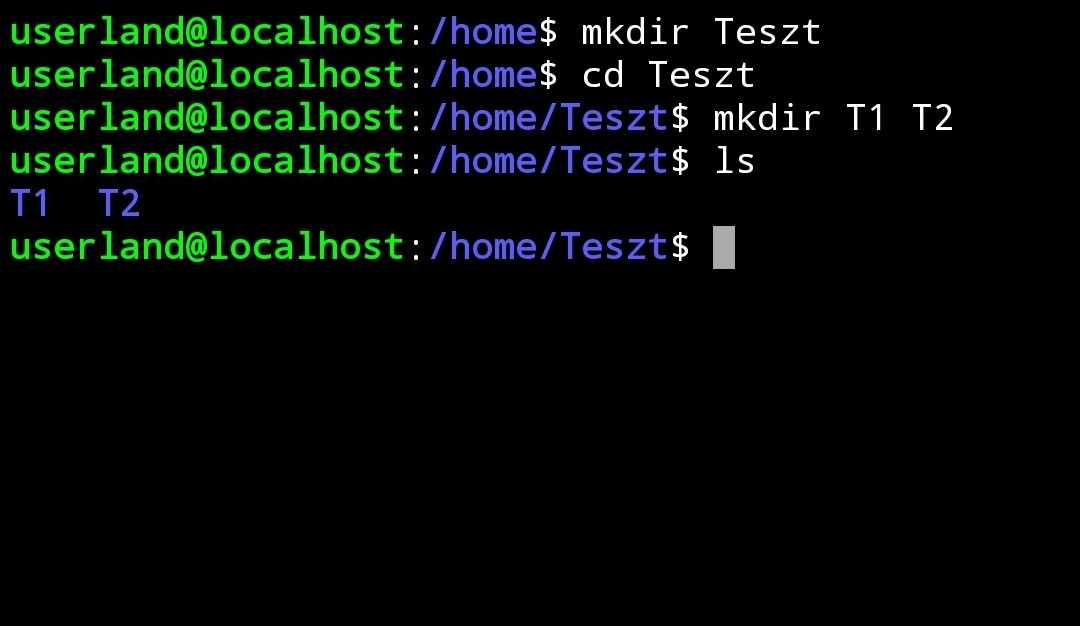 userland@localhost:/home$ mkdir Teszt
userland@localhost:/home$ cd Teszt
userland@localhost:/home/Teszt$ mkdir T1 T2
userland@localhost:/home/Teszt$ ls
T1  T2
userland@localhost:/home/Teszt$